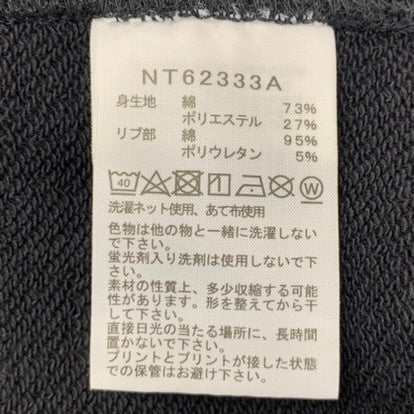 NT62333A
身生地 綿 73%
ポリエステル 27%
リブ部 綿 95%
ポリウレタン 5%
40 W
洗濯ネット使用、あて布使用
色物は他の物と一緒に洗濯しない
で下さい。
蛍光剤入り洗剤は使用しないで
下さい。
素材の性質上、多少収縮する可能
性があります。形を整えてから干
して下さい。
直接日光の当たる場所に、長時間
置かないで下さい。
プリントとプリントが接した状態
での保管はお避け下さい。